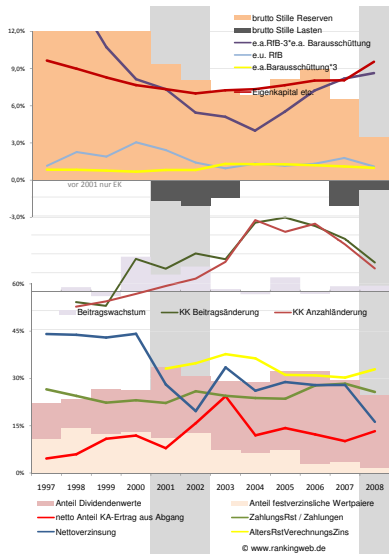 12,0%
brutto Stille Reserven
brutto Stille Lasten
e.a.RfB-3*e.a. Barausschüttung
e.u. RfB
e.a.Barausschüttung*3
9,0%
Eigenkapital etc.
6,0%
3,0%
0,0%
vor 2001 nur EK
-3,0%
60%
Beitragswachstum
KK Beitragsänderung
KK Anzahländerung
45%
30%
15%
0%
1997 1998 1999 2000 2001 2002 2003 2004 2005 2006 2007 2008
Anteil Dividendenwerte
Anteil festverzinsliche Wertpaiere
netto Anteil KA-Ertrag aus Abgang
ZahlungsRst / Zahlungen
Nettoverzinsung
AltersRstVerechnungsZins
© www.rankingweb.de